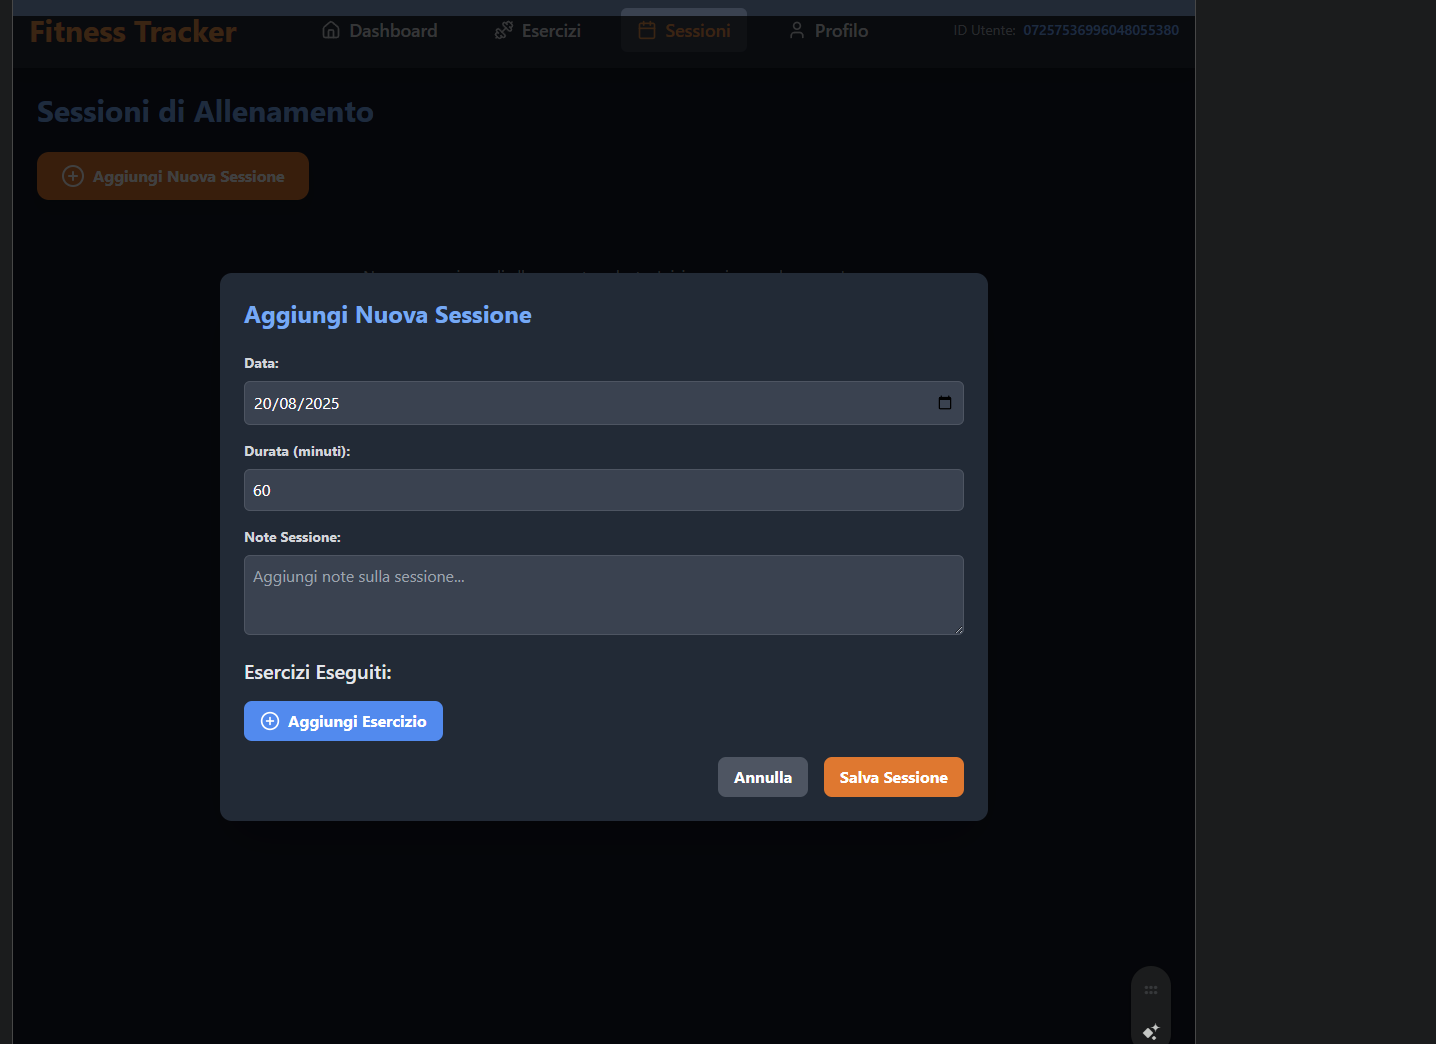 Fitness Tracker
Dashboard
Esercizi
Sessioni
Profilo
ID Utente: 07257536996048055380
Sessioni di Allenamento
Aggiungi Nuova Sessione
Aggiungi Nuova Sessione
Data:
20/08/2025
Durata (minuti):
60
Note Sessione:
Aggiungi note sulla sessione...
Esercizi Eseguiti:
Aggiungi Esercizio
Annulla
Salva Sessione